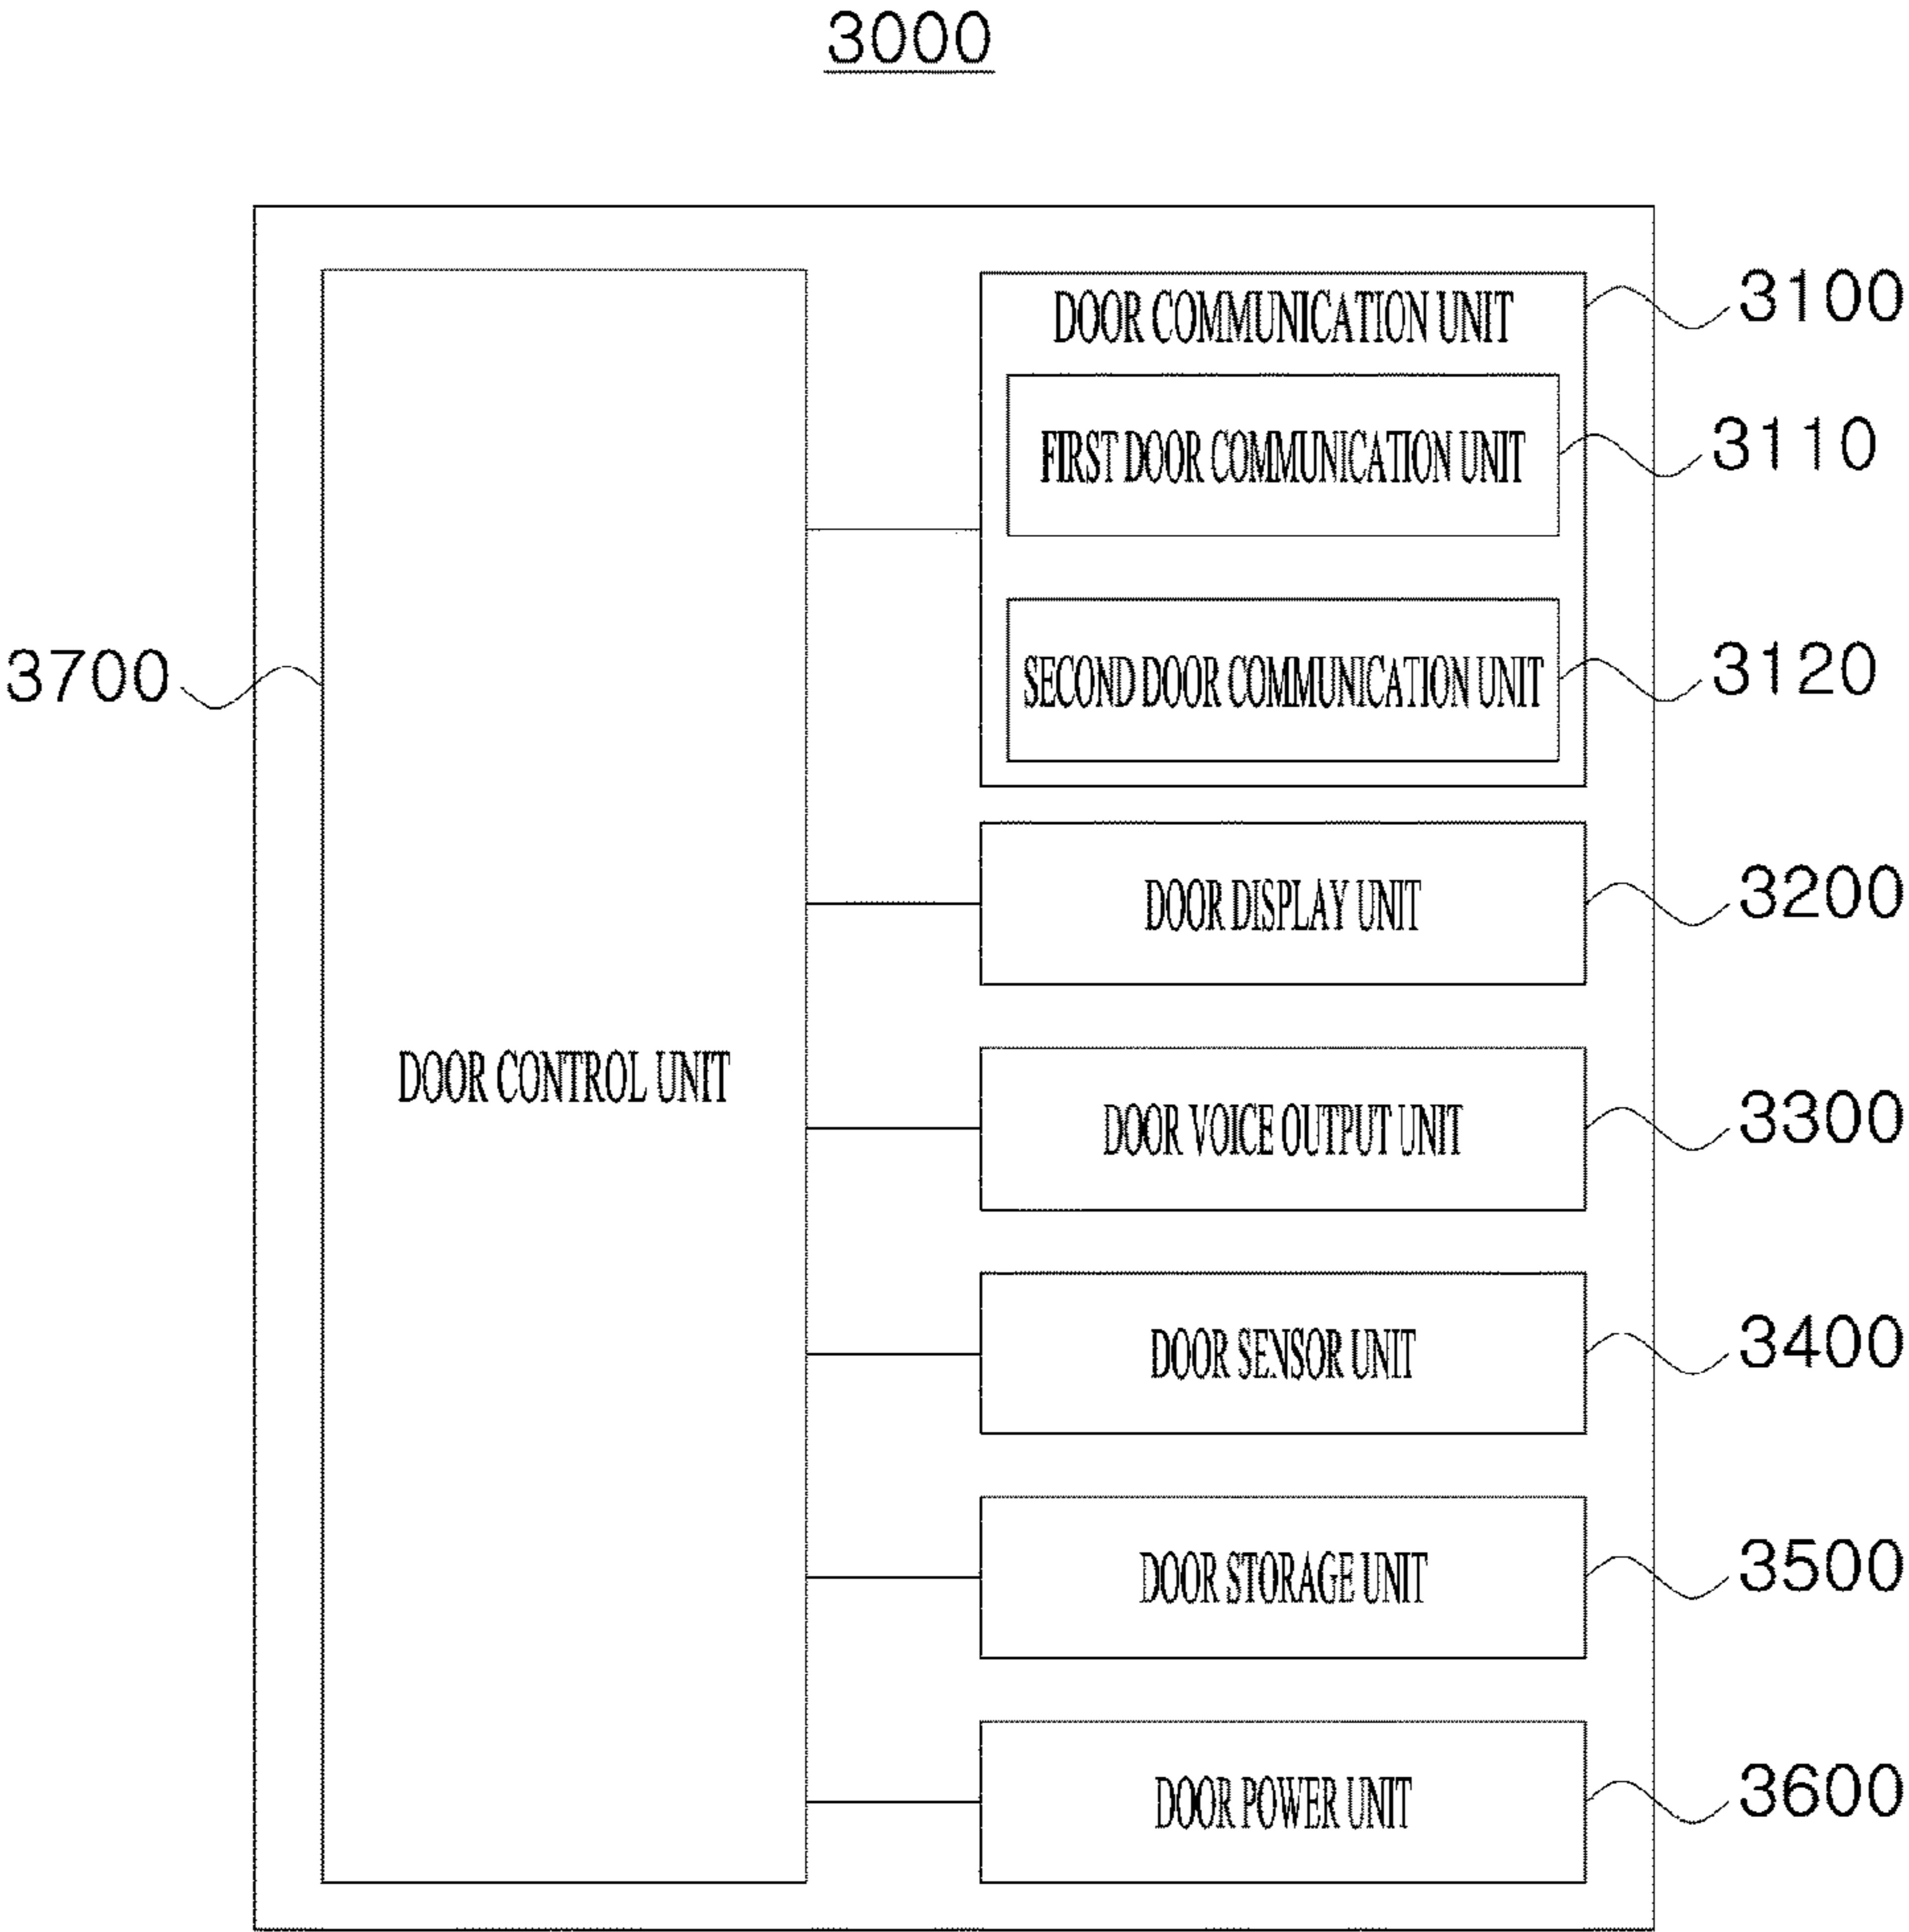 3000
DOOR COMMUNICATION UNIT
3100
FIRST DOOR COMMUNICATION UNIT
3110
SECOND DOOR COMMUNICATION UNIT
3120
3700
DOOR DISPLAY UNIT
3200
DOOR CONTROL UNIT
DOOR VOICE OUTPUT UNIT
3300
DOOR SENSOR UNIT
3400
DOOR STORAGE UNIT
3500
DOOR POWER UNIT
3600